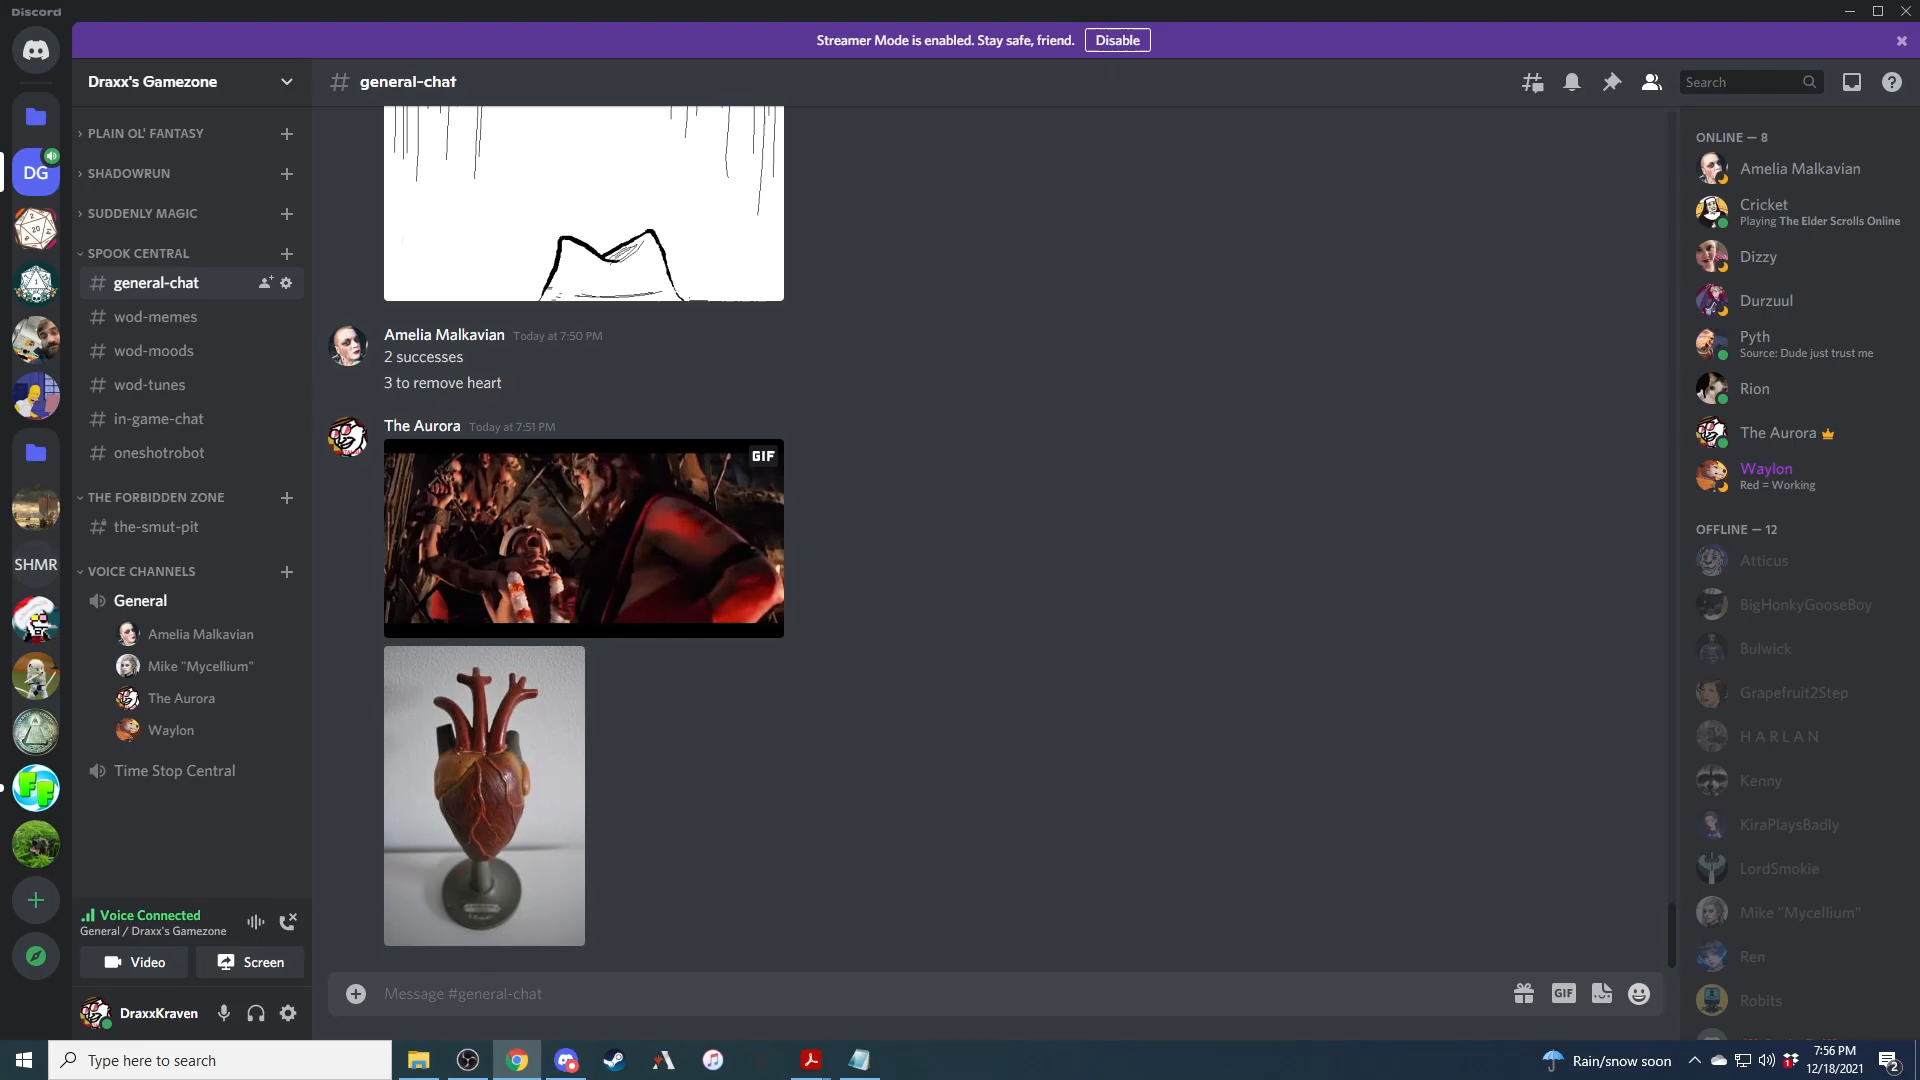 Discord
Streamer Mode is enabled. Stay safe, friend.
Disable
DG
SHMR
FF
Draxx's Gamezone
PLAIN OL' FANTASY
SHADOWRUN
SUDDENLY MAGIC
SPOOK CENTRAL
general-chat
wod-memes
wod-moods
wod-tunes
in-game-chat
oneshotrobot
THE FORBIDDEN ZONE
the-smut-pit
VOICE CHANNELS
General
Amelia Malkavian
Mike "Mycellium"
The Aurora
Waylon
Time Stop Central
Voice Connected
General / Draxx's Gamezone
Video
Screen
DraxxKraven
general-chat
Search
Amelia Malkavian Today at 7:50 PM
2 successes
3 to remove heart
The Aurora Today at 7:51 PM
GIF
Message #general-chat
GIF
ONLINE — 8
Amelia Malkavian
Cricket
Playing The Elder Scrolls Online
Dizzy
Durzuul
Pyth
Source: Dude just trust me
Rion
The Aurora
Waylon
Red = Working
OFFLINE — 12
Atticus
BigHonkyGooseBoy
Bulwick
Grapefruit2Step
H A R L A N
Kenny
KiraPlaysBadly
LordSmokie
Mike "Mycellium"
Ren
Robits
Type here to search
Rain/snow soon
7:56 PM
12/18/2021
2